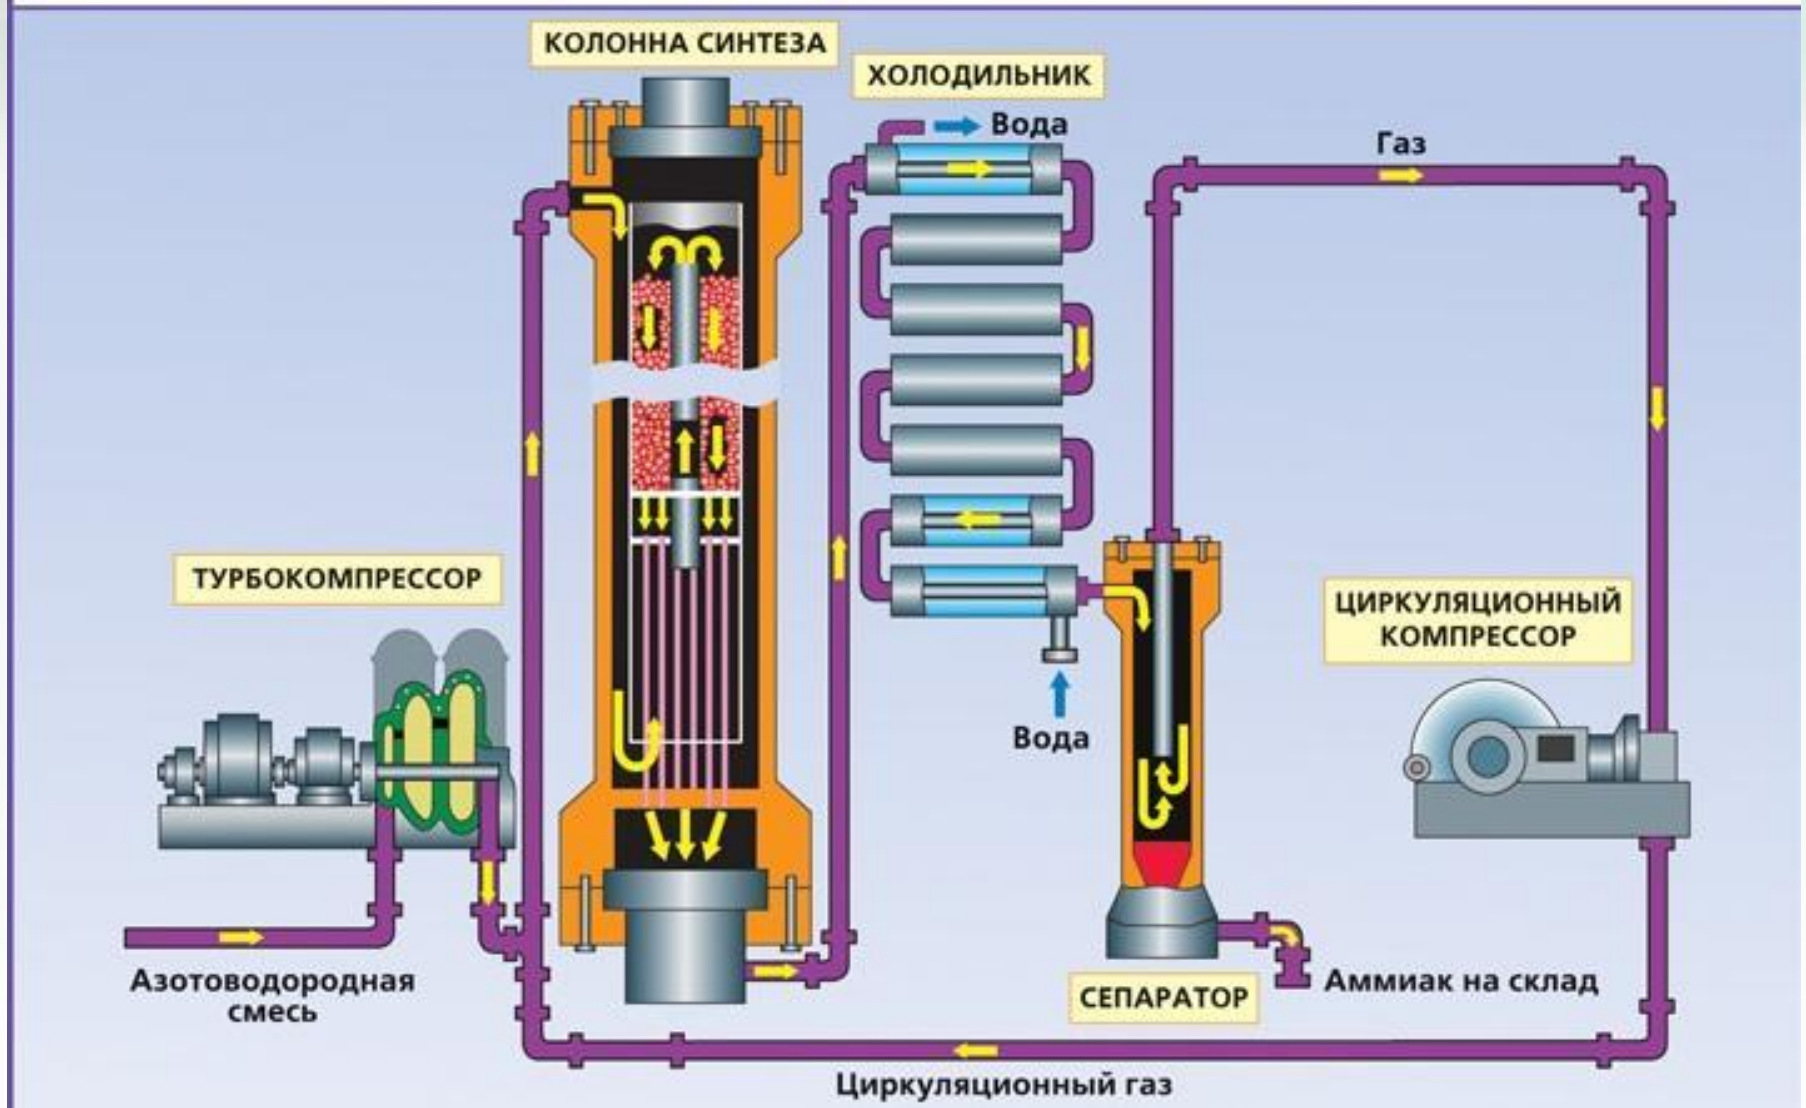 КОЛОННА СИНТЕЗА
ХОЛОДИЛЬНИК
Вода
Газ
ТУРБОКОМПРЕССОР
ЦИРКУЛЯЦИОННЫЙ
КОМПРЕССОР
Вода
Азотоводородная
смесь
СЕПАРАТОР
Аммиак на склад
Циркуляционный газ